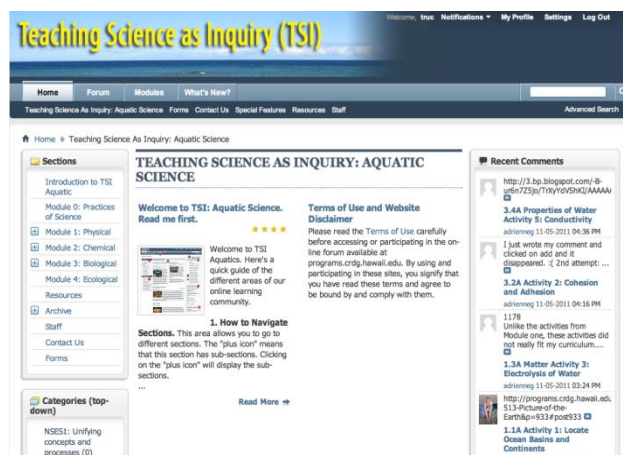 Teaching Science as Inquiry (TSI)
Welcome, truc Notifications My Profile Settings Log Out
Home Forum Modules What's New?
Teaching Science As Inquiry: Aquatic Science Forms Contact Us Special Features Resources Staff
Advanced Search
Home Teaching Science As Inquiry: Aquatic Science
Sections
Introduction to TSI
Aquatic
Module 0: Practices
of Science
Module 1: Physical
Module 2: Chemical
Module 3: Biological
Module 4: Ecological
Resources
Archive
Staff
Contact Us
Forms
Categories (top-
down)
NSES1: Unifying
concepts and
processes (0)
TEACHING SCIENCE AS INQUIRY: AQUATIC
SCIENCE
Welcome to TSI: Aquatic Science.
Read me first.
Welcome to TSI
Aquatics. Here's a
quick guide of the
different areas of our
online learning
community.
1. How to Navigate
Sections. This area allows you to go to
different sections. The "plus icon" means
that this section has sub-sections. Clicking
on the "plus icon" will display the sub-
sections.
...
Read More
Terms of Use and Website
Disclaimer
Please read the Terms of Use carefully
before accessing or participating in the on-
line forum available at
programs.crdg.hawaii.edu. By using and
participating in these sites, you signify that
you have read these terms and agree to
be bound by and comply with them.
Recent Comments
http://3.bp.blogspot.com/-B-
3.4A Properties of Water
Activity 5: Conductivity
adrienneg 11-05-2011 04:36 PM
I just wrote my comment and
clicked on add and it
disappeared. :( 2nd attempt: ...
3.2A Activity 2: Cohesion
and Adhesion
adrienneg 11-05-2011 04:16 PM
1178
Unlike the activities from
Module one, these activities did
not really fit my curriculum....
1.3A Matter Activity 3:
Electrolysis of Water
adrienneg 11-05-2011 03:24 PM
http://programs.crdg.hawaii.edu
513-Picture-of-the-
Earth&p=933#post933
1.1A Activity 1: Locate
Ocean Basins and
Continents